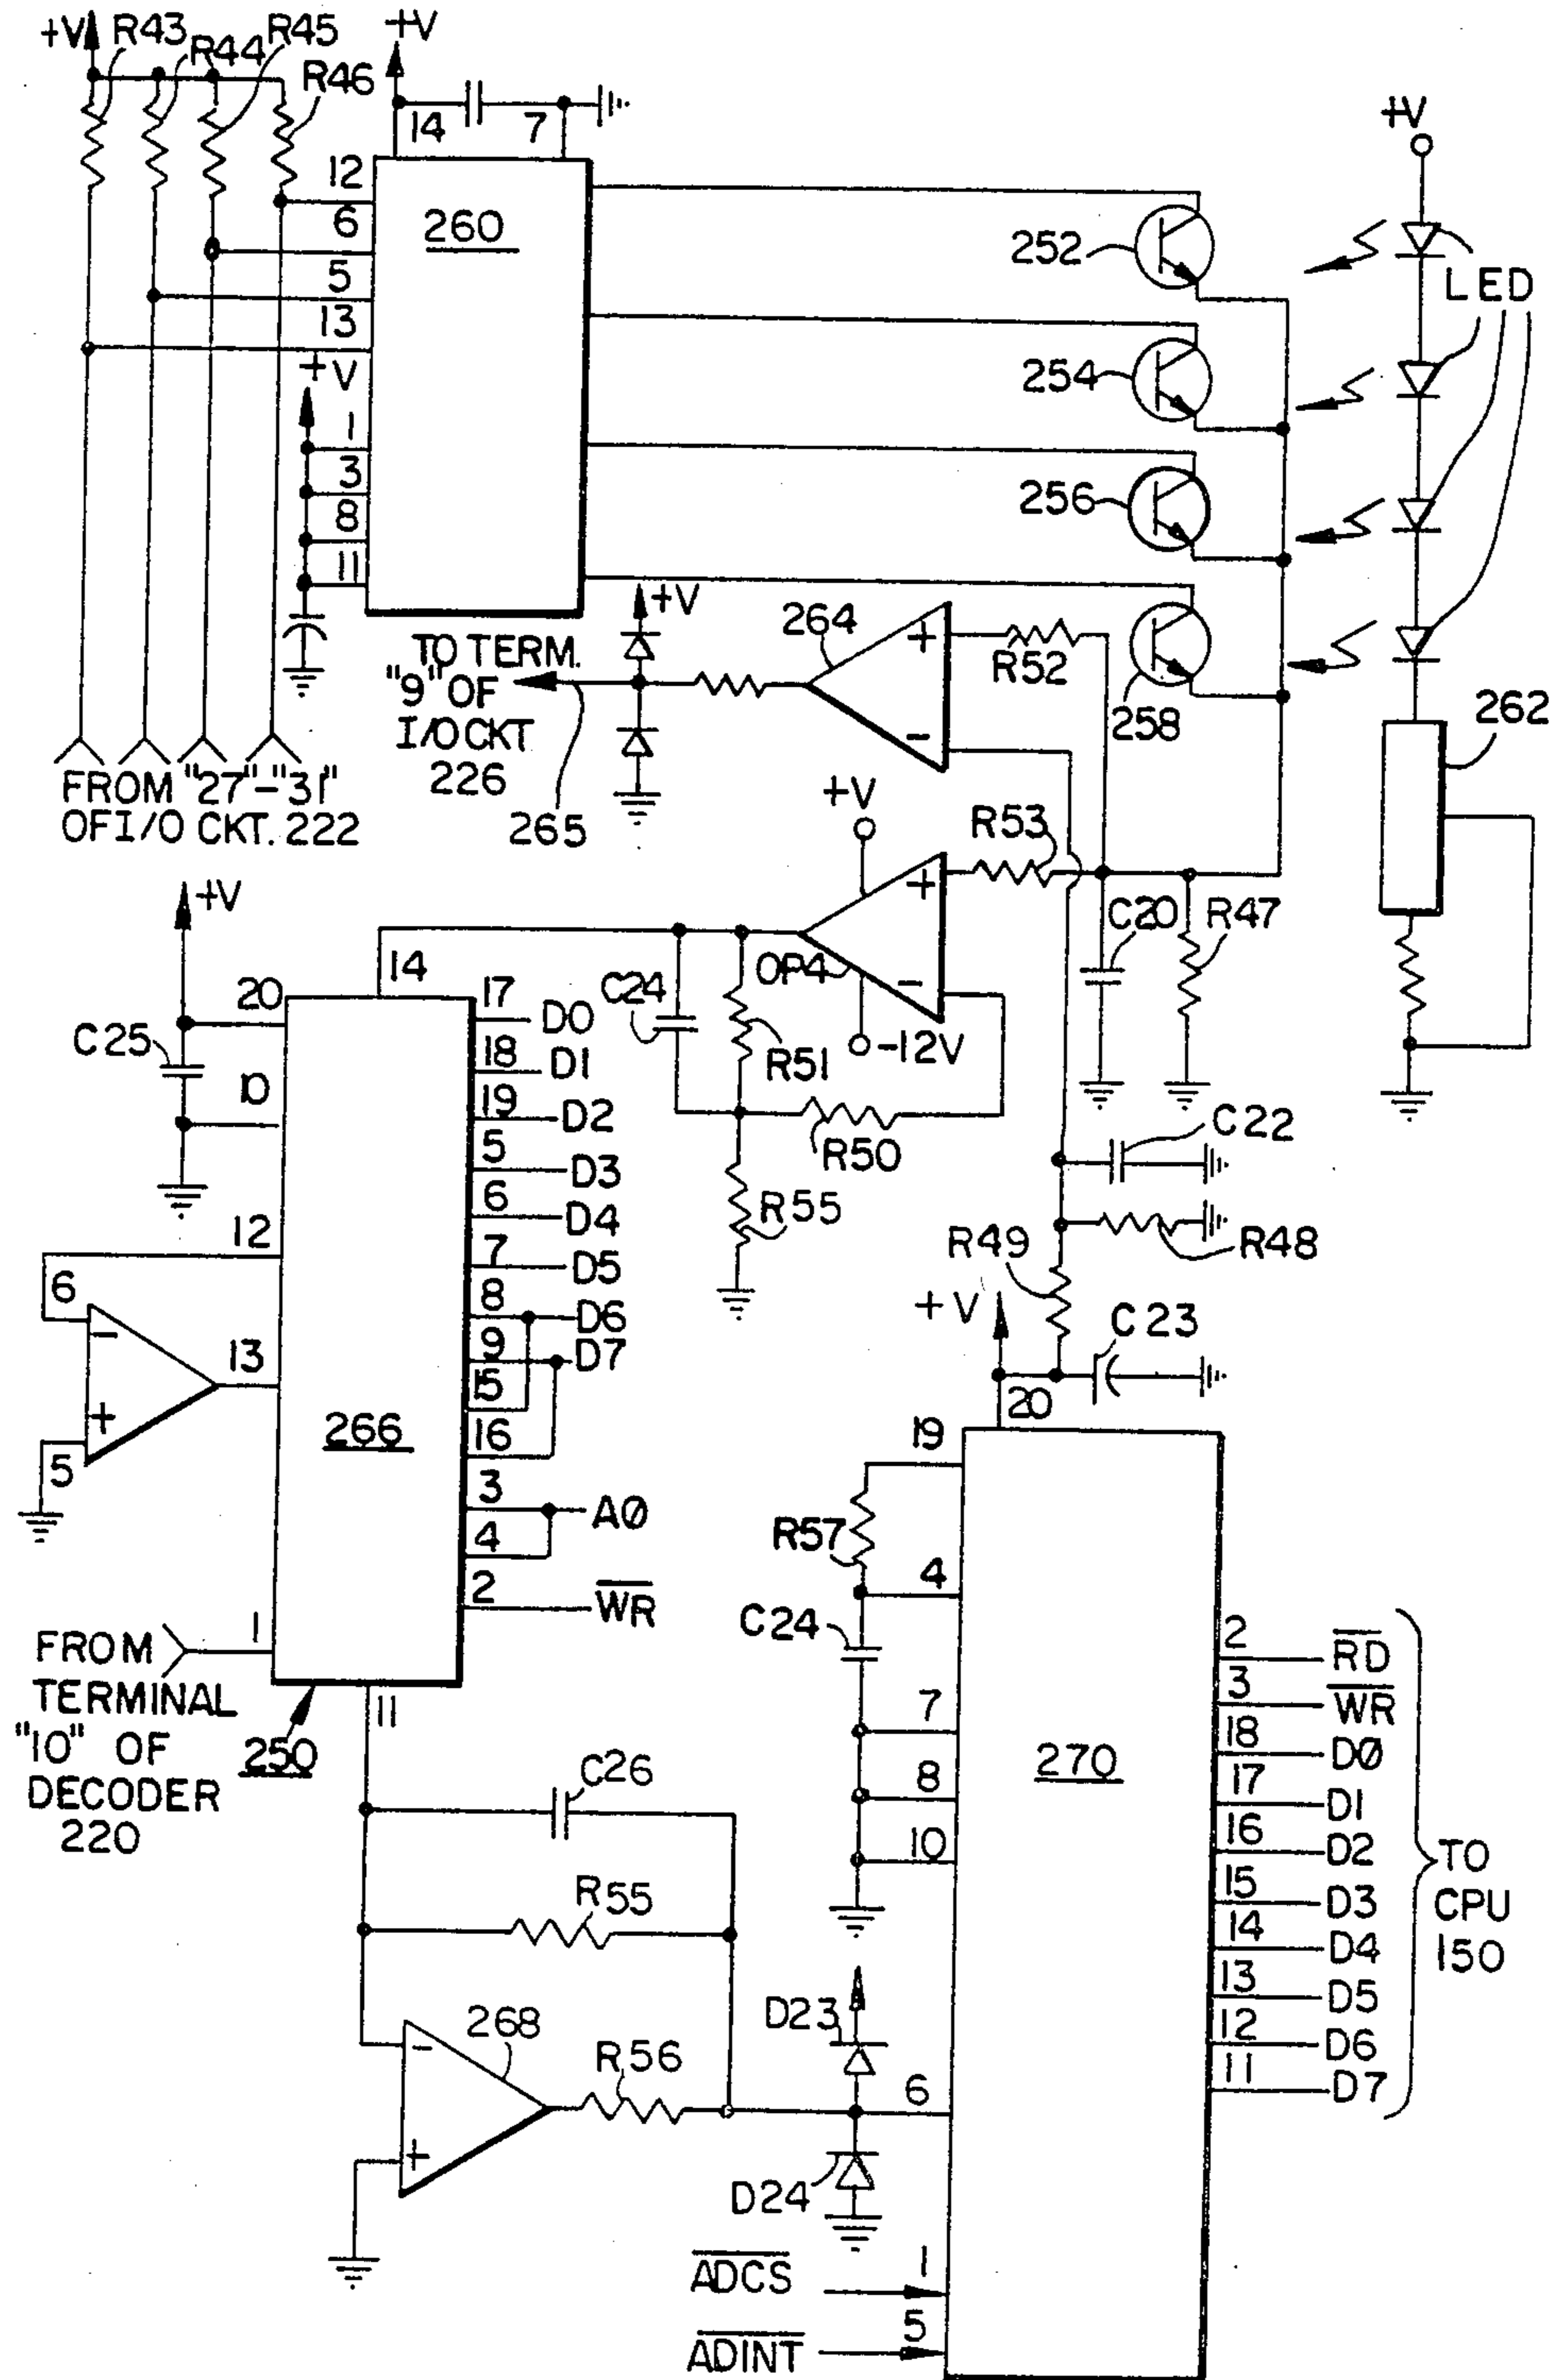 +V
R43
R44
R45
R46
+V
14
7
12
6
5
13
260
+V
1
3
8
11
252
254
256
258
+V
LED
262
264
+
-
R52
+V
TO TERM.
"9" OF
I/O CKT
226
265
FROM "27"-"31"
OF I/O CKT. 222
+V
R53
+
-
OP4
-12V
C20
R47
C24
R51
R50
R55
C22
R48
R49
+V
C23
20
+V
C25
20
10
14
17
D0
18
D1
19
D2
5
D3
6
D4
7
D5
8
D6
9
D7
15
16
3
A0
4
2
WR
12
6
-
13
+
5
266
1
FROM
TERMINAL
"10" OF
DECODER
220
250
11
C26
R55
268
-
+
R56
19
R57
4
C24
7
8
10
270
D23
6
D24
ADCS
1
ADINT
5
2
RD
3
WR
18
D0
17
D1
16
D2
15
D3
14
D4
13
D5
12
D6
11
D7
TO
CPU
150